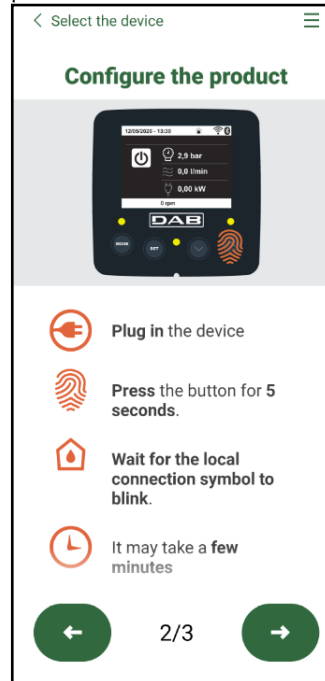 Select the device
Configure the product
12/05/2020 - 13:30
2,9 bar
0,0 l/min
0,00 kW
0 rpm
DAB
MODE
SET
Plug in the device
Press the button for 5
seconds.
Wait for the local
connection symbol to
blink.
It may take a few
minutes
2/3